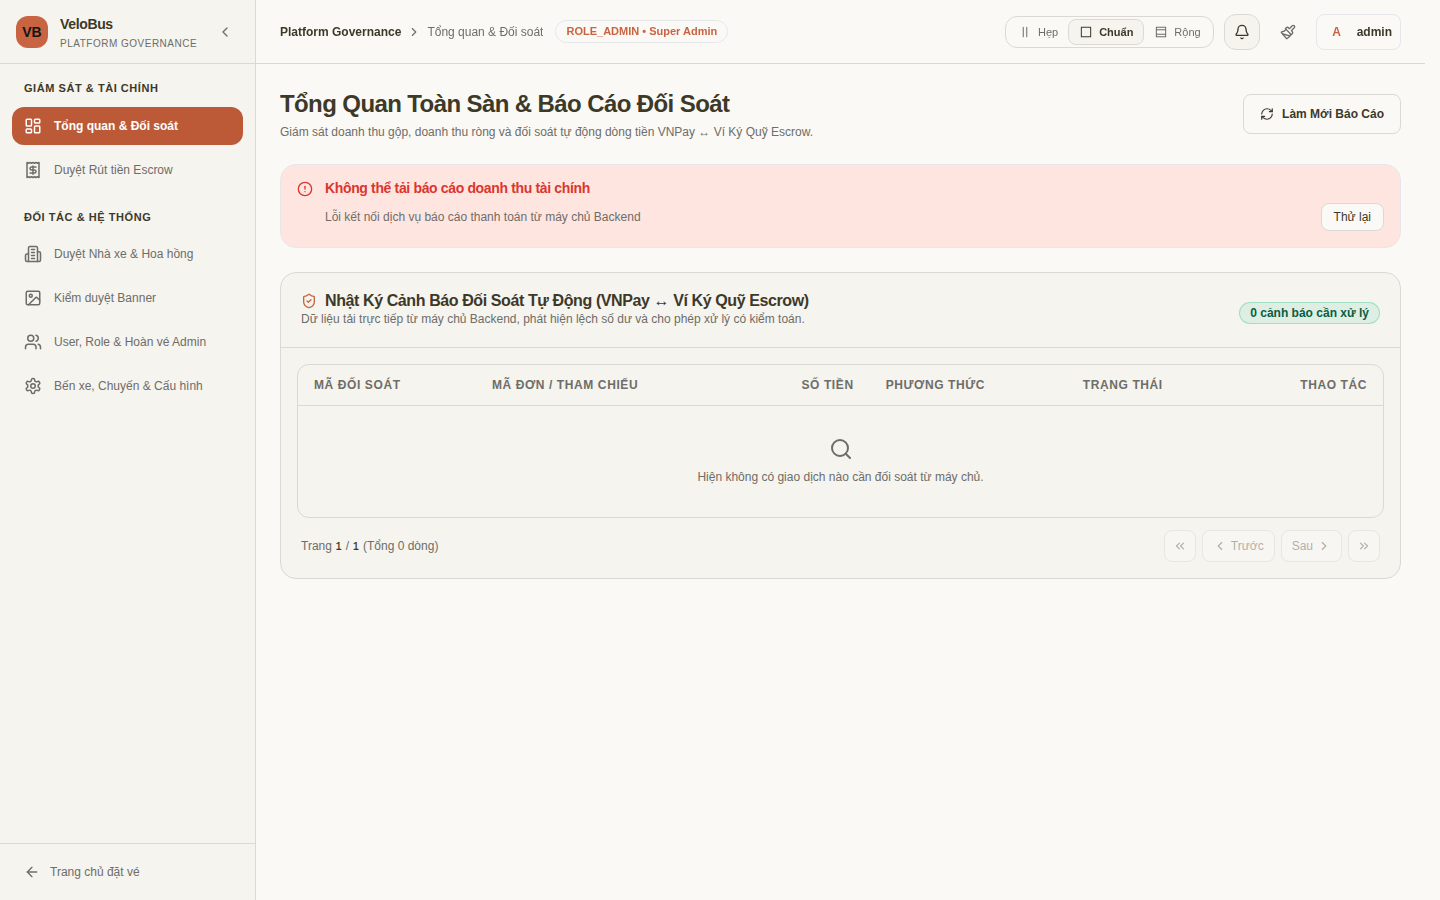 VB
VeloBus
PLATFORM GOVERNANCE
GIÁM SÁT & TÀI CHÍNH
Tổng quan & Đối soát
Duyệt Rút tiền Escrow
ĐỐI TÁC & HỆ THỐNG
Duyệt Nhà xe & Hoa hồng
Kiểm duyệt Banner
User, Role & Hoàn vé Admin
Bến xe, Chuyến & Cấu hình
Trang chủ đặt vé
Platform Governance
Tổng quan & Đối soát
ROLE_ADMIN • Super Admin
Hẹp
Chuẩn
Rộng
A
admin
Tổng Quan Toàn Sàn & Báo Cáo Đối Soát
Giám sát doanh thu gộp, doanh thu ròng và đối soát tự động dòng tiền VNPay ↔ Ví Ký Quỹ Escrow.
Làm Mới Báo Cáo
Không thể tải báo cáo doanh thu tài chính
Lỗi kết nối dịch vụ báo cáo thanh toán từ máy chủ Backend
Thử lại
Nhật Ký Cảnh Báo Đối Soát Tự Động (VNPay ↔ Ví Ký Quỹ Escrow)
Dữ liệu tải trực tiếp từ máy chủ Backend, phát hiện lệch số dư và cho phép xử lý có kiểm toán.
0 cảnh báo cần xử lý
MÃ ĐỐI SOÁT
MÃ ĐƠN / THAM CHIẾU
SỐ TIỀN
PHƯƠNG THỨC
TRẠNG THÁI
THAO TÁC
Hiện không có giao dịch nào cần đối soát từ máy chủ.
Trang 1 / 1 (Tổng 0 dòng)
Trước
Sau